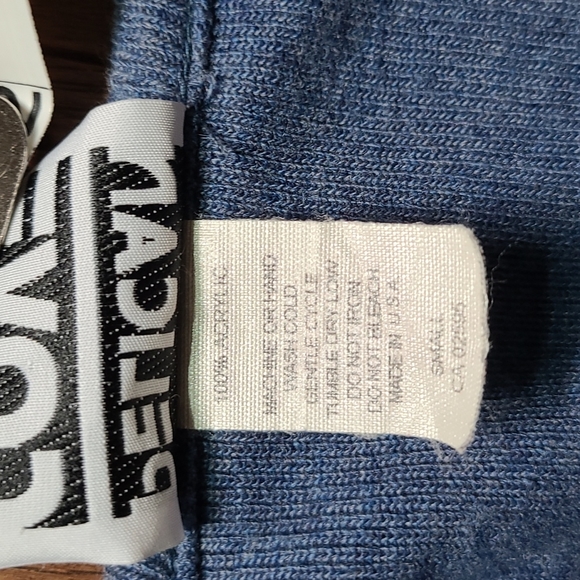 100% ACRYLIC
MACHINE OR HAND
WASH COLD
GENTLE CYCLE
TUMBLE DRY LOW
DO NOT IRON
DO NOT BLEACH
MADE IN U.S.A
SMALL